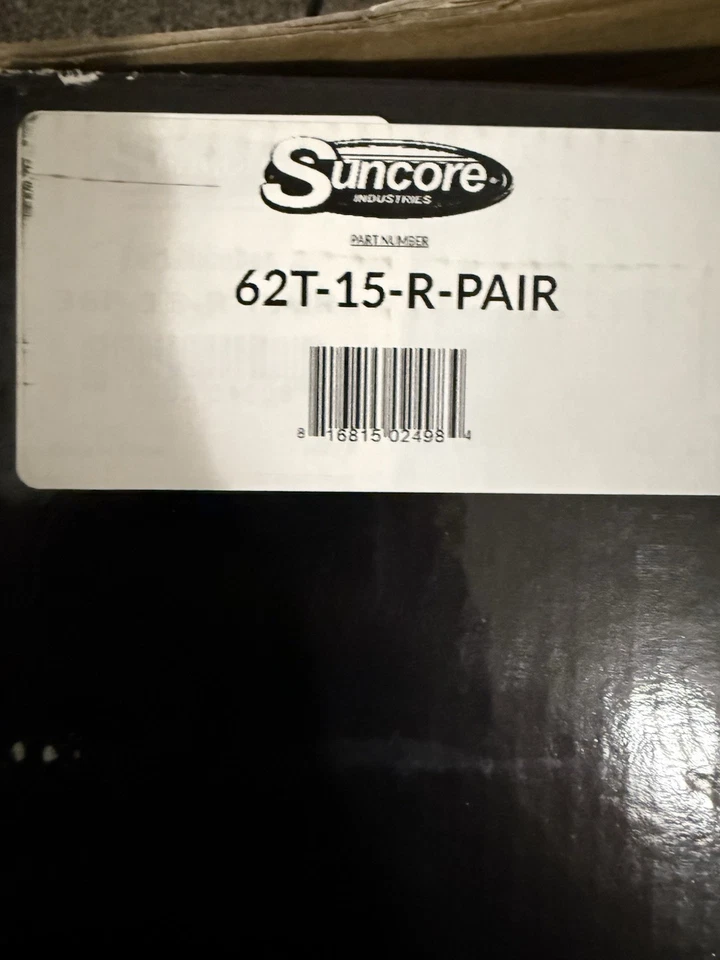 Suncore
INDUSTRIES
PART NUMBER
62T-15-R-PAIR
8 16815 02498 4